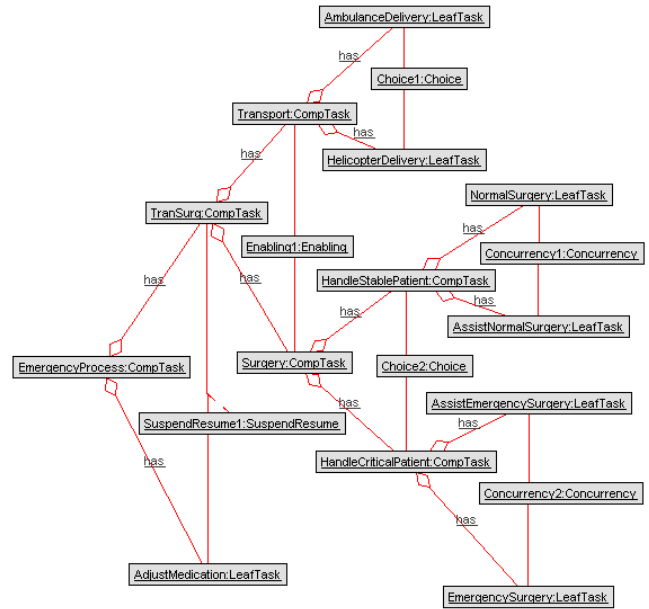 AmbulanceDelivery:LeafTask
has
Choice1:Choice
Transport:CompTask
has
HelicopterDelivery:LeafTask
has
NormalSurgery:LeafTask
TranSurg:CompTask
has
Enabling1:Enabling
Concurrency1:Concurrency
has
has
HandleStablePatient:CompTask
has
has
AssistNormalSurgery:LeafTask
EmergencyProcess:CompTask
Surgery:CompTask
Choice2:Choice
has
AssistEmergencySurgery:LeafTask
SuspendResume1:SuspendResume
has
has
HandleCriticalPatient:CompTask
Concurrency2:Concurrency
has
AdjustMedication:LeafTask
EmergencySurgery:LeafTask